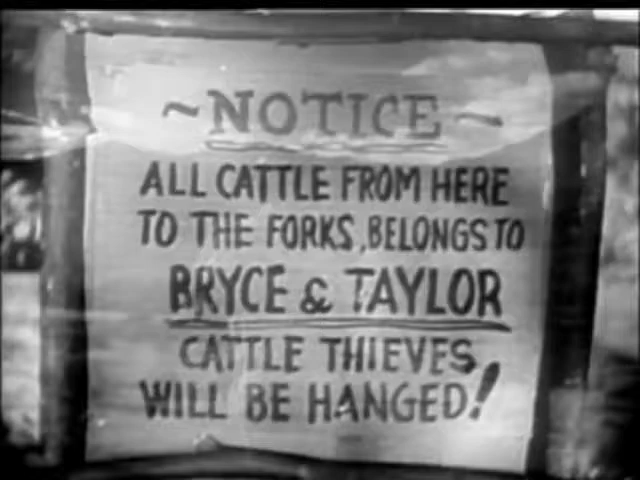 ~NOTICE~
ALL CATTLE FROM HERE
TO THE FORKS, BELONGS TO
BRYCE & TAYLOR
CATTLE THIEVES
WILL BE HANGED!